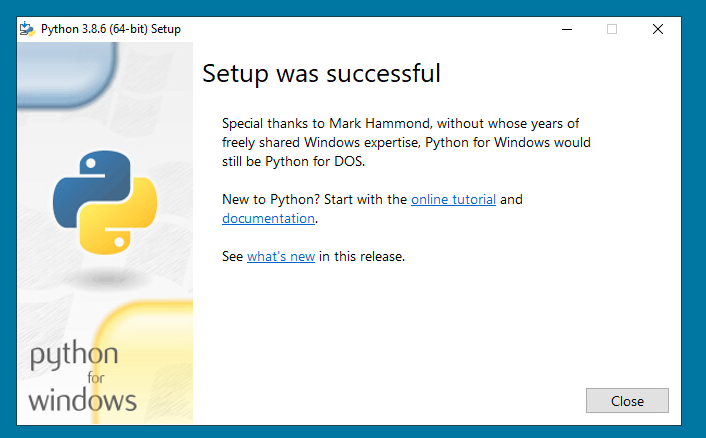 Python 3.8.6 (64-bit) Setup
Setup was successful
Special thanks to Mark Hammond, without whose years of
freely shared Windows expertise, Python for Windows would
still be Python for DOS.
New to Python? Start with the online tutorial and
documentation.
See what's new in this release.
python
for
windows
Close